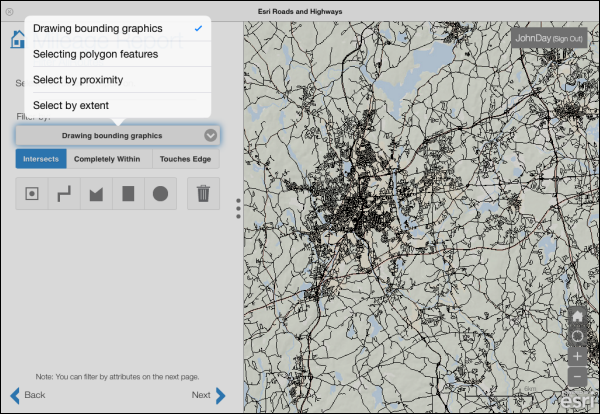 Esri Roads and Highways
Drawing bounding graphics
Selecting polygon features
Select by proximity
Select by extent
Filter by:
Drawing bounding graphics
Intersects
Completely Within
Touches Edge
Note: You can filter by attributes on the next page.
Back
Next
JohnDay (Sign Out)
esri